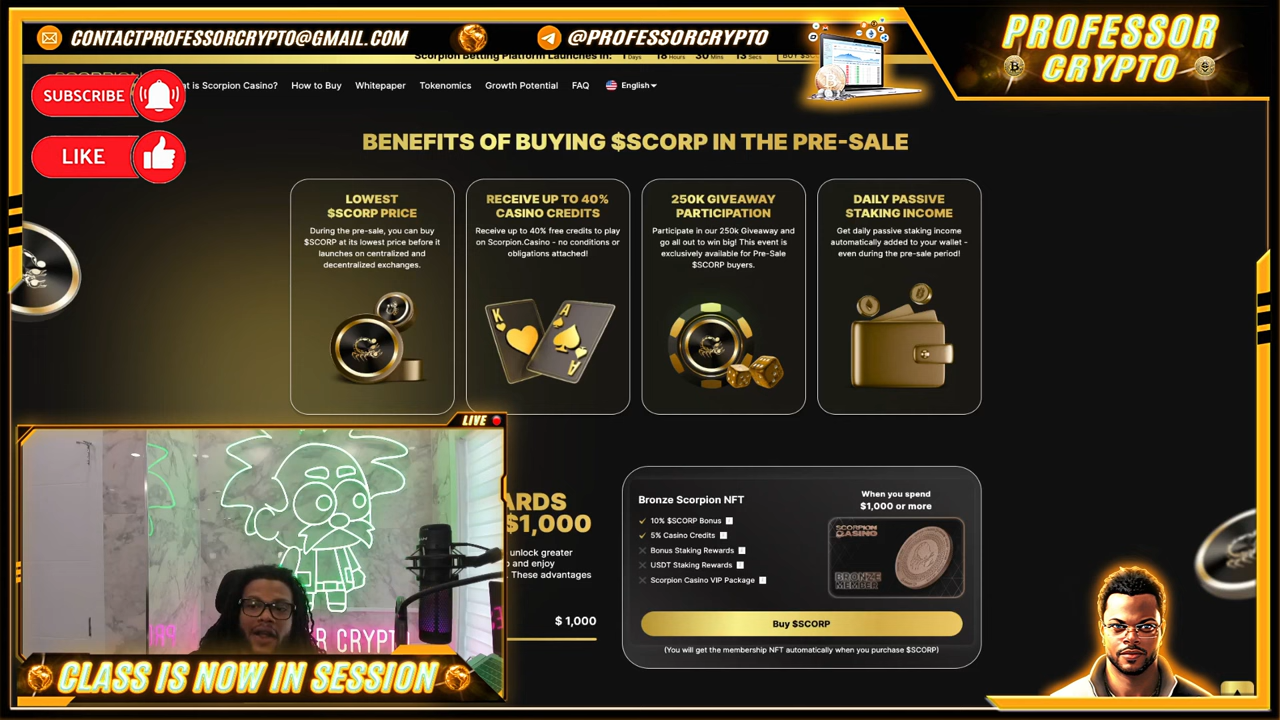 CONTACTPROFESSORCRYPTO@GMAIL.COM
@PROFESSORCRYPTO
PROFESSOR
CRYPTO
Scorpion Betting Platform Launches In:
Days
18 Hours
30 Mins
13 Secs
SUBSCRIBE
is Scorpion Casino?
How to Buy
Whitepaper
Tokenomics
Growth Potential
FAQ
English
LIKE
BENEFITS OF BUYING $SCORP IN THE PRE-SALE
LOWEST
$SCORP PRICE
During the pre-sale, you can buy
$SCORP at its lowest price before it
launches on centralized and
decentralized exchanges.
RECEIVE UP TO 40%
CASINO CREDITS
Receive up to 40% free credits to play
on Scorpion.Casino - no conditions or
obligations attached!
250K GIVEAWAY
PARTICIPATION
Participate in our 250k Giveaway and
go all out to win big! This event is
exclusively available for Pre-Sale
$SCORP buyers.
DAILY PASSIVE
STAKING INCOME
Get daily passive staking income
automatically added to your wallet -
even during the pre-sale period!
K
A
A
LIVE
ARDS
$1,000
unlock greater
and enjoy
. These advantages
$ 1,000
Bronze Scorpion NFT
10% $SCORP Bonus
5% Casino Credits
Bonus Staking Rewards
USDT Staking Rewards
Scorpion Casino VIP Package
When you spend
$1,000 or more
SCORPION
CASINO
BRONZE
MEMBER
Buy $SCORP
(You will get the membership NFT automatically when you purchase $SCORP)
R CRYPTO
CLASS IS NOW IN SESSION